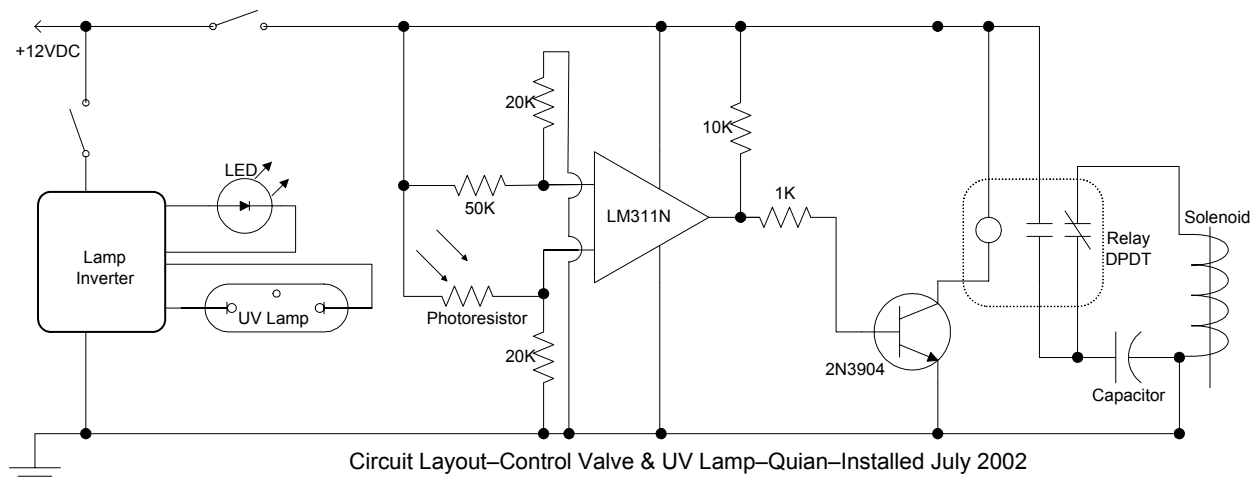 +12VDC
LED
20K
10K
50K
LM311N
1K
Lamp
Inverter
UV Lamp
Photoresistor
20K
2N3904
Relay
DPDT
Solenoid
Capacitor
Circuit Layout–Control Valve & UV Lamp–Quian–Installed July 2002